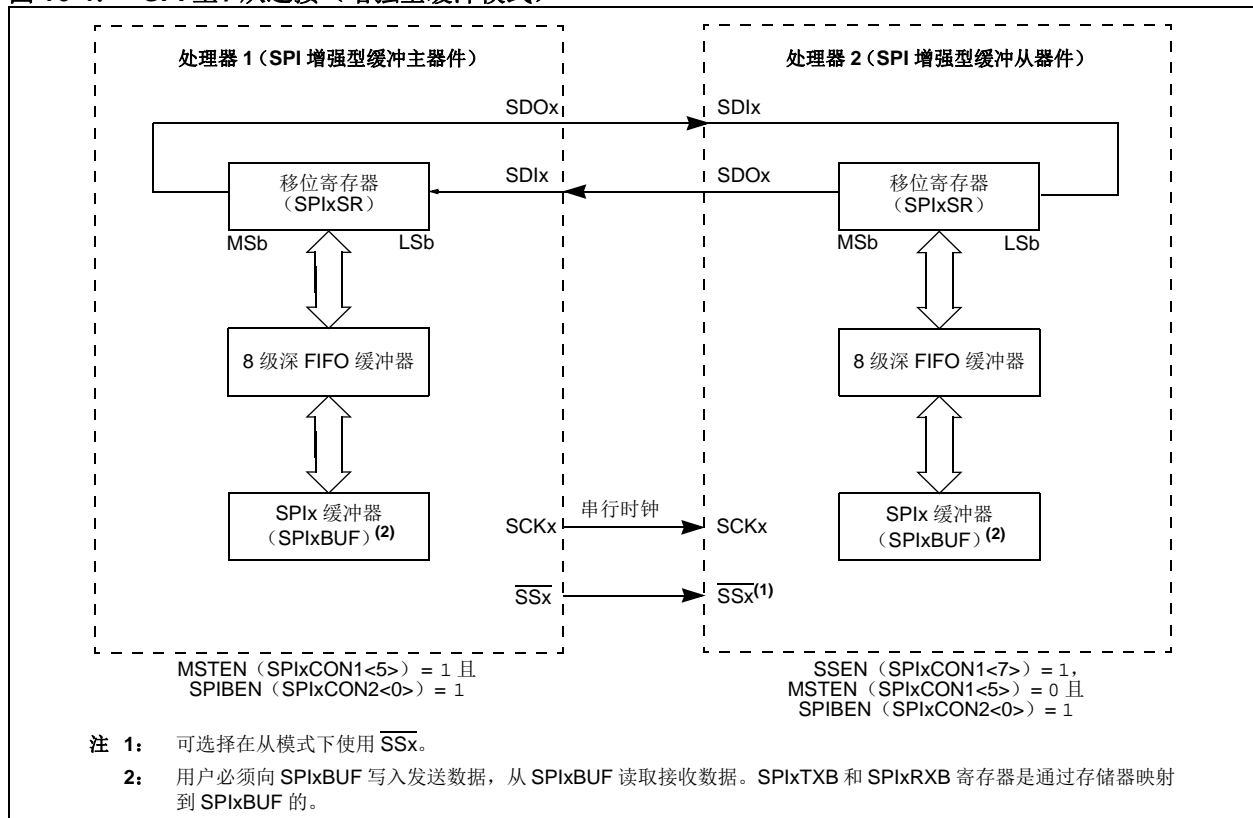 处理器 1（SPI 增强型缓冲主器件）
处理器 2（SPI 增强型缓冲从器件）
SDOx
SDIx
SDIx
SDOx
移位寄存器
（SPIxSR）
移位寄存器
（SPIxSR）
MSb
LSb
MSb
LSb
8 级深 FIFO 缓冲器
8 级深 FIFO 缓冲器
SPIx 缓冲器
（SPIxBUF）(2)
SPIx 缓冲器
（SPIxBUF）(2)
SCKx
串行时钟
SCKx
SSx
SSx(1)
MSTEN（SPIxCON1<5>）= 1 且
SPIBEN（SPIxCON2<0>）= 1
SSEN（SPIxCON1<7>）= 1，
MSTEN（SPIxCON1<5>）= 0 且
SPIBEN（SPIxCON2<0>）= 1
注 1： 可选择在从模式下使用 SSx。
2： 用户必须向 SPIxBUF 写入发送数据，从 SPIxBUF 读取接收数据。SPIxTXB 和 SPIxRXB 寄存器是通过存储器映射
到 SPIxBUF 的。